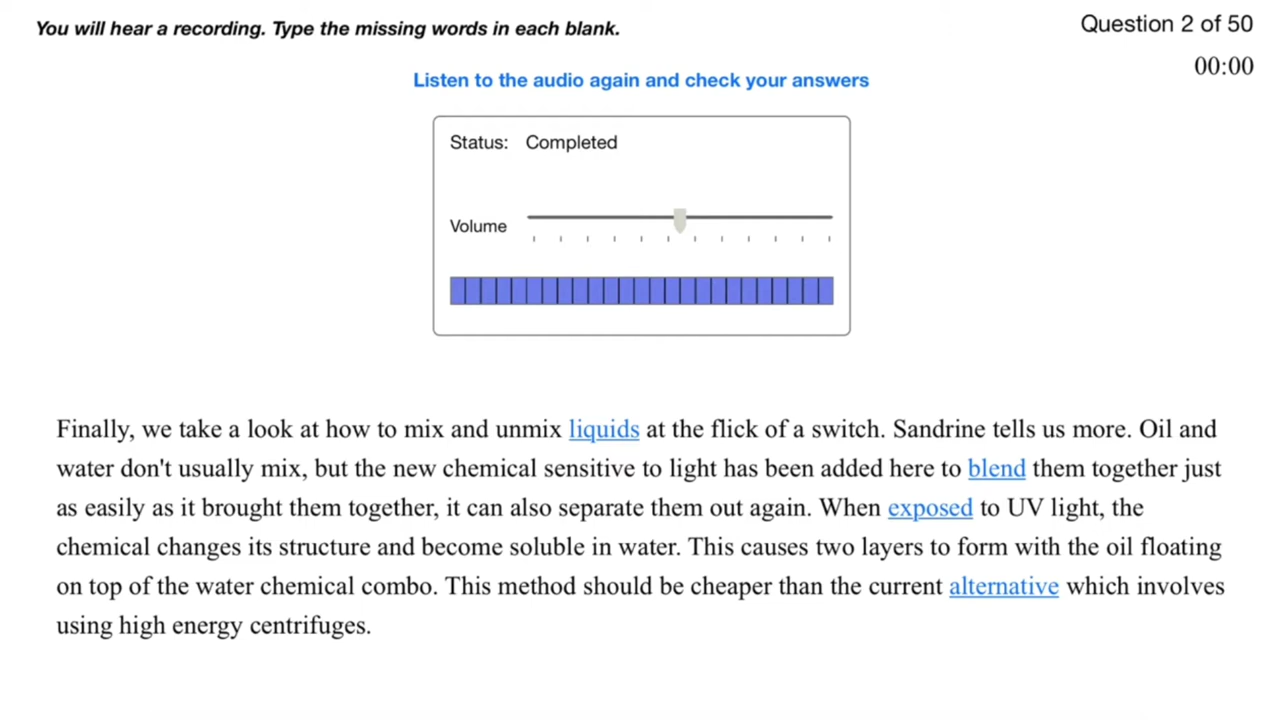 You will hear a recording. Type the missing words in each blank.
Question 2 of 50
00:00
Listen to the audio again and check your answers
Status: Completed
Volume
Finally, we take a look at how to mix and unmix liquids at the flick of a switch. Sandrine tells us more. Oil and
water don't usually mix, but the new chemical sensitive to light has been added here to blend them together just
as easily as it brought them together, it can also separate them out again. When exposed to UV light, the
chemical changes its structure and become soluble in water. This causes two layers to form with the oil floating
on top of the water chemical combo. This method should be cheaper than the current alternative which involves
using high energy centrifuges.